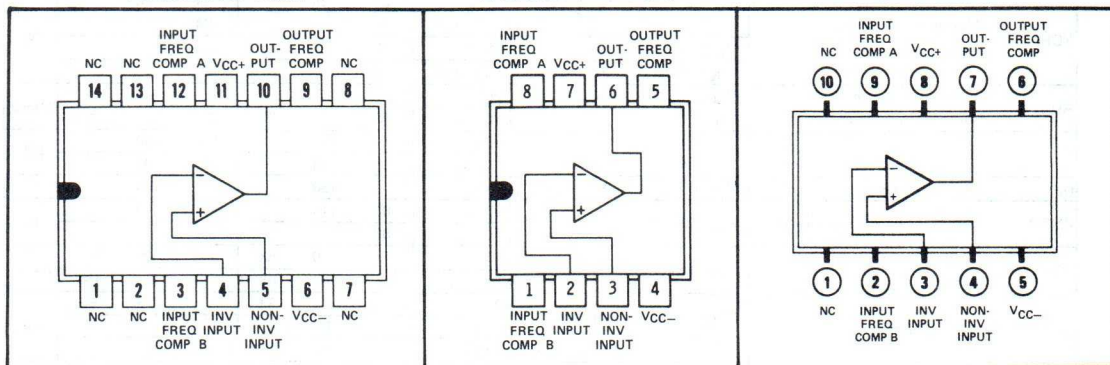 INPUT
FREQ
COMP A
OUT-
PUT
OUTPUT
FREQ
COMP
NC
NC
VCC+
NC
14
13
12
11
10
9
8
−
+
1
2
3
4
5
6
7
NC
NC
INPUT
FREQ
COMP B
INV
INPUT
NON-
INV
INPUT
VCC−
NC
INPUT
FREQ
COMP A
VCC+
OUT-
PUT
OUTPUT
FREQ
COMP
8
7
6
5
−
+
1
2
3
4
INPUT
FREQ
COMP B
INV
INPUT
NON-
INV
INPUT
VCC−
NC
INPUT
FREQ
COMP A
VCC+
OUT-
PUT
OUTPUT
FREQ
COMP
10
9
8
7
6
−
+
1
2
3
4
5
NC
INPUT
FREQ
COMP B
INV
INPUT
NON-
INV
INPUT
VCC−